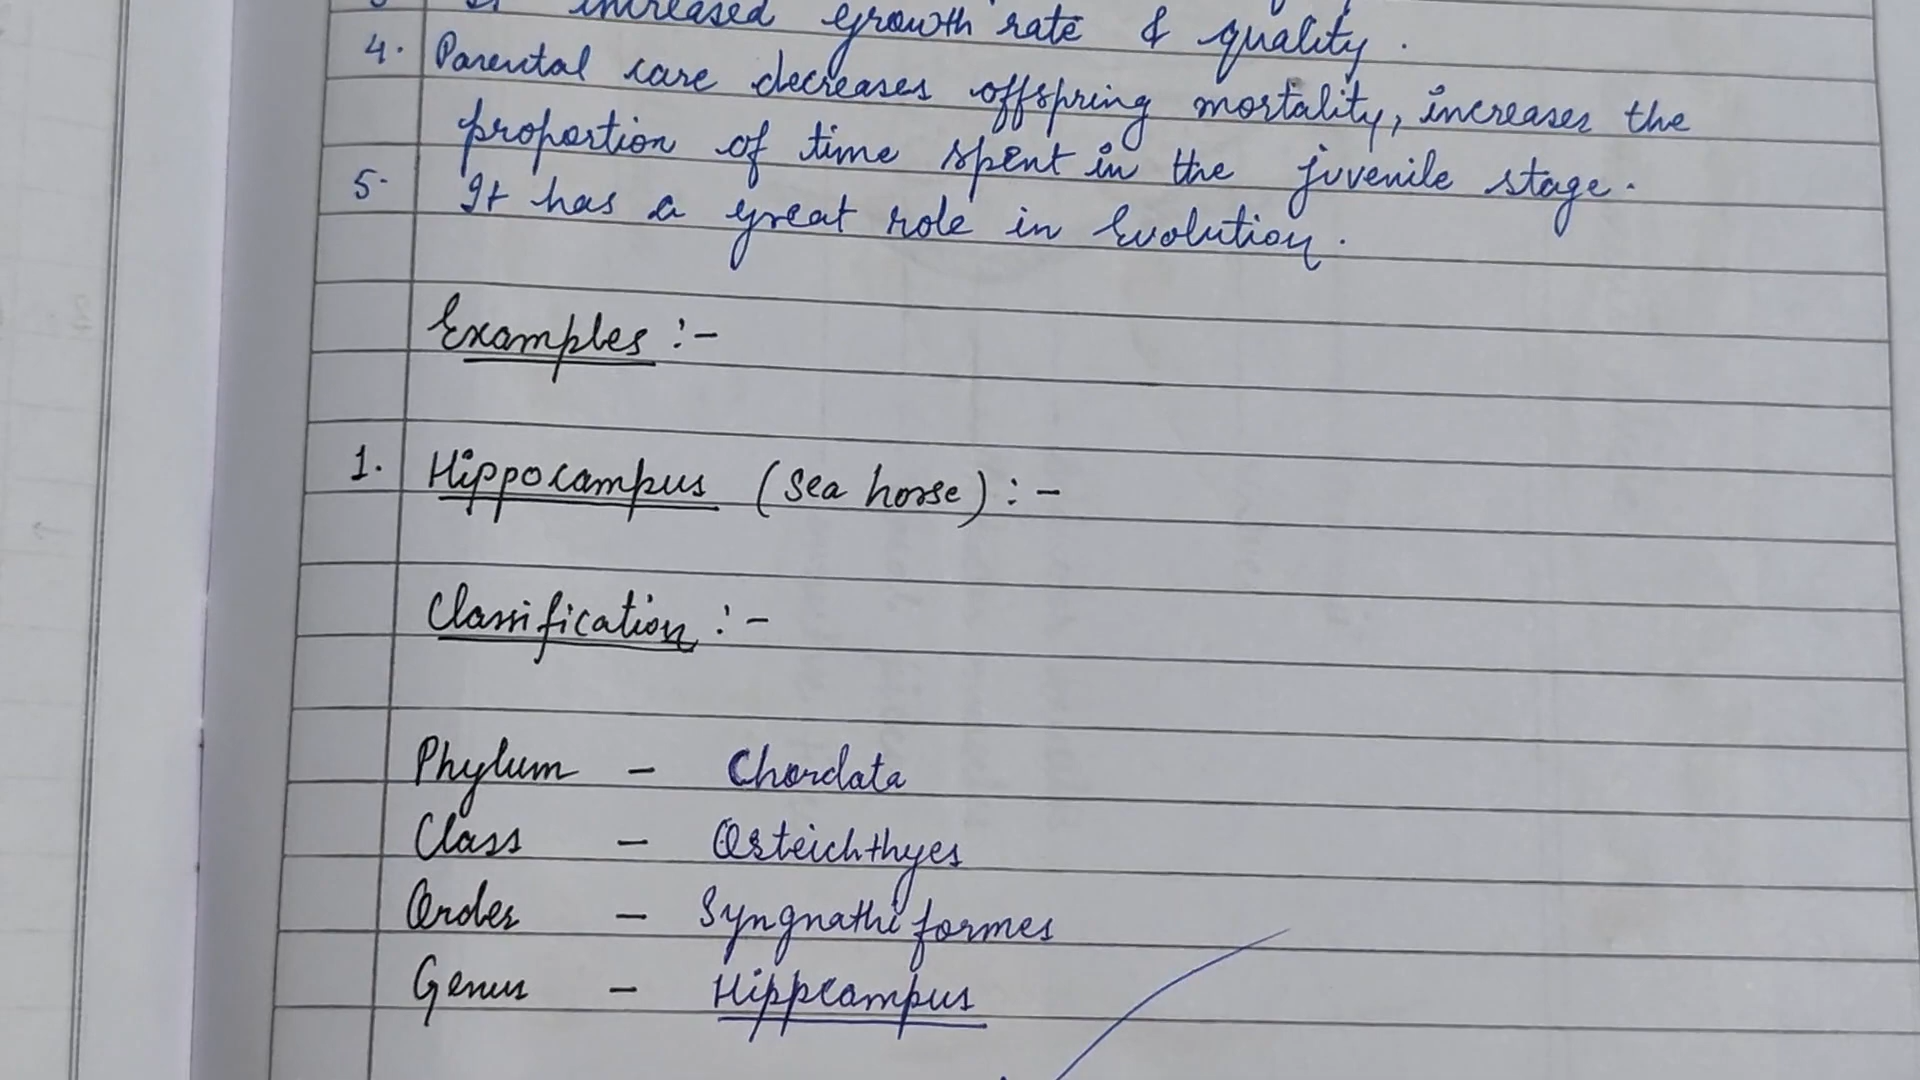 increased growth rate & quality.
4. Parental care decreases offspring mortality, increases the
proportion of time spent in the juvenile stage.
5. It has a great role in Evolution.
Examples :-
1. Hippocampus (Sea horse) : -
Classification : -
Phylum - Chordata
Class - Osteichthyes
Order - Syngnathiformes
Genus - Hippcampus